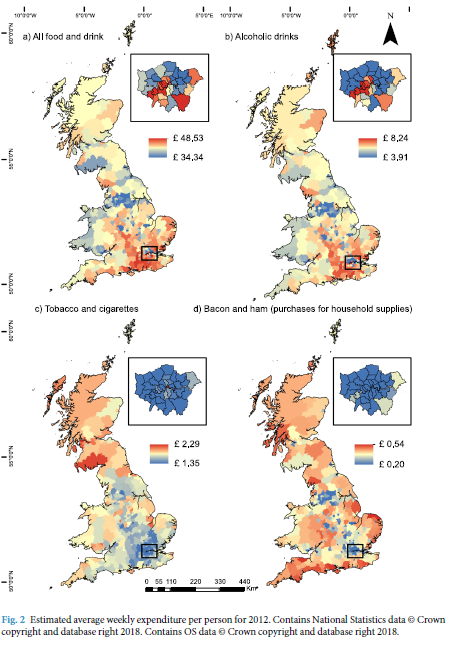 10°0'0"W 5°0'0"W 0°0'0" 5°0'0"E 10°0'0"W 5°0'0"W 0°0'0"
N
60°0'0"N
a) All food and drink
b) Alcoholic drinks
£ 48,53
£ 34,34
£ 8,24
£ 3,91
55°0'0"N
50°0'0"N
c) Tobacco and cigarettes
d) Bacon and ham (purchases for household supplies)
60°0'0"N
£ 2,29
£ 1,35
£ 0,54
£ 0,20
55°0'0"N
50°0'0"N
0 55 110 220 330 440
Km
Fig. 2 Estimated average weekly expenditure per person for 2012. Contains National Statistics data © Crown
copyright and database right 2018. Contains OS data © Crown copyright and database right 2018.